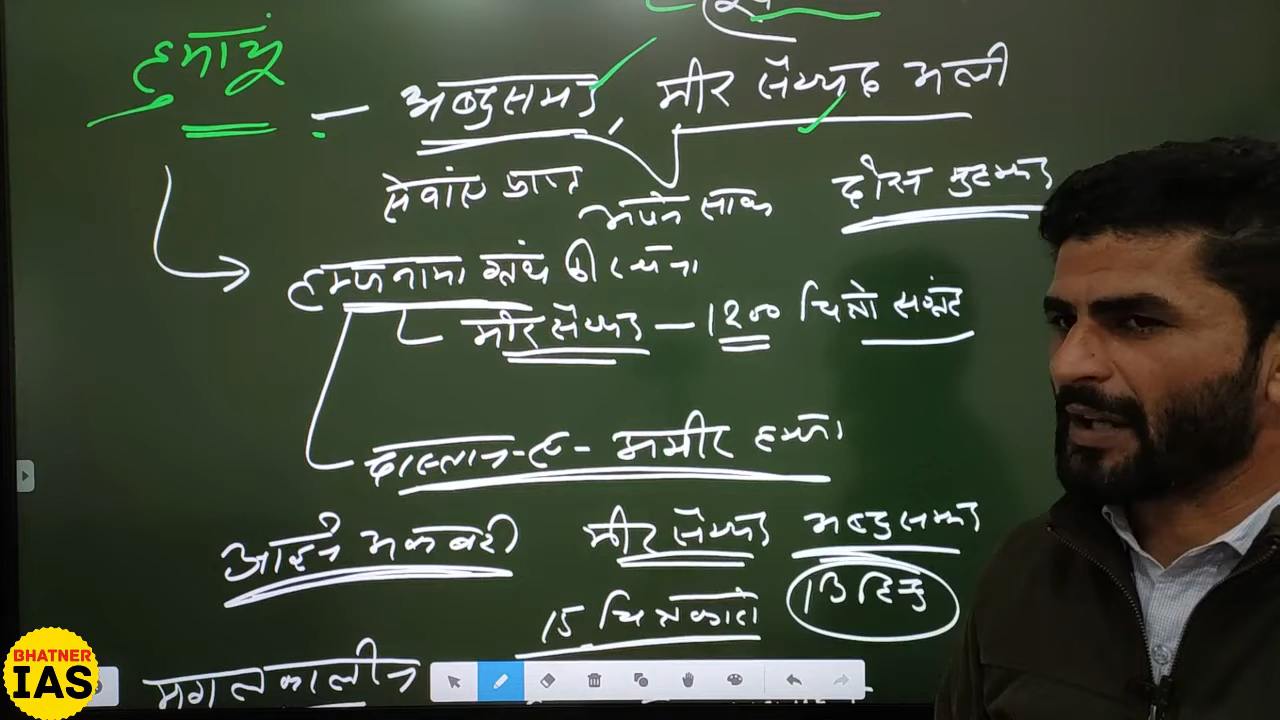 हुमायूँ
- अब्दुसमद, मीर सैय्यद अली
सेवाएं प्राप्त
अपने साथ
दोस्त मुहम्मद
हम्जनामा ग्रंथ की रचना
मीर सैय्यद - 1200 चित्रो संग्रह
दास्तान-ए-अमीर हम्जा
आईने अकबरी मीर सैय्यद अब्दुसमद
15 चित्रकारो 13 हिन्दु
मुगलकालीन
BHATNER
IAS